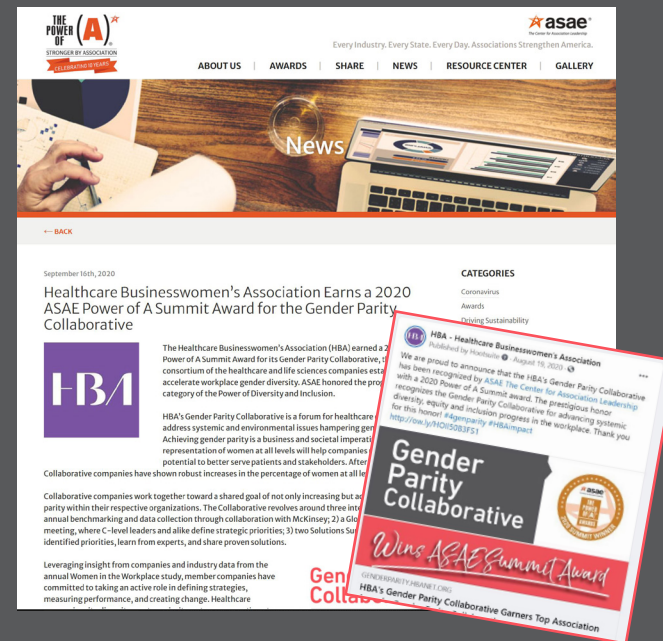 THE
POWER (A)®
OF
STRONGER BY ASSOCIATION
CELEBRATING 10 YEARS
asae®
The Center for Association Leadership
Every Industry. Every State. Every Day. Associations Strengthen America.
ABOUT US | AWARDS | SHARE | NEWS | RESOURCE CENTER | GALLERY
News
← BACK
September 16th, 2020
Healthcare Businesswomen's Association Earns a 2020
ASAE Power of A Summit Award for the Gender Parity
Collaborative
CATEGORIES
Coronavirus
Awards
Driving Sustainability
HBA
The Healthcare Businesswomen's Association (HBA) earned a
Power of A Summit Award for its Gender Parity Collaborative,
consortium of the healthcare and life sciences companies
accelerate workplace gender diversity. ASAE honored the
category of the Power of Diversity and Inclusion.
HBA's Gender Parity Collaborative is a forum for healthcare
address systemic and environmental issues hampering
Achieving gender parity is a business and societal
representation of women at all levels will help companies
potential to better serve patients and stakeholders. After
Collaborative companies have shown robust increases in the percentage of women at all
Collaborative companies work together toward a shared goal of not only increasing but
parity within their respective organizations. The Collaborative revolves around three
annual benchmarking and data collection through collaboration with McKinsey; 2) a
meeting, where C-level leaders and alike define strategic priorities; 3) two Solutions
identified priorities, learn from experts, and share proven solutions.
Leveraging insight from companies and industry data from the
annual Women in the Workplace study, member companies have
committed to taking an active role in defining strategies,
measuring performance, and creating change. Healthcare
HBA
HBA - Healthcare Businesswomen's Association
Published by Hootsuite · August 19, 2020 ·
We are proud to announce that the HBA's Gender Parity Collaborative
has been recognized by ASAE The Center for Association Leadership
with a 2020 Power of A Summit award. The prestigious honor
recognizes the Gender Parity Collaborative for advancing systemic
diversity, equity and inclusion progress in the workplace. Thank you
for this honor! #4genparity #HBAimpact
http://ow.ly/HOII50B3FS1
Gender
Parity
Collaborative
asae
THE
POWER
OF A
AWARDS
2020 SUMMIT WINNER
Wins ASAE Summit Award
GENDERPARITY.HBANET.ORG
HBA's Gender Parity Collaborative Garners Top Association